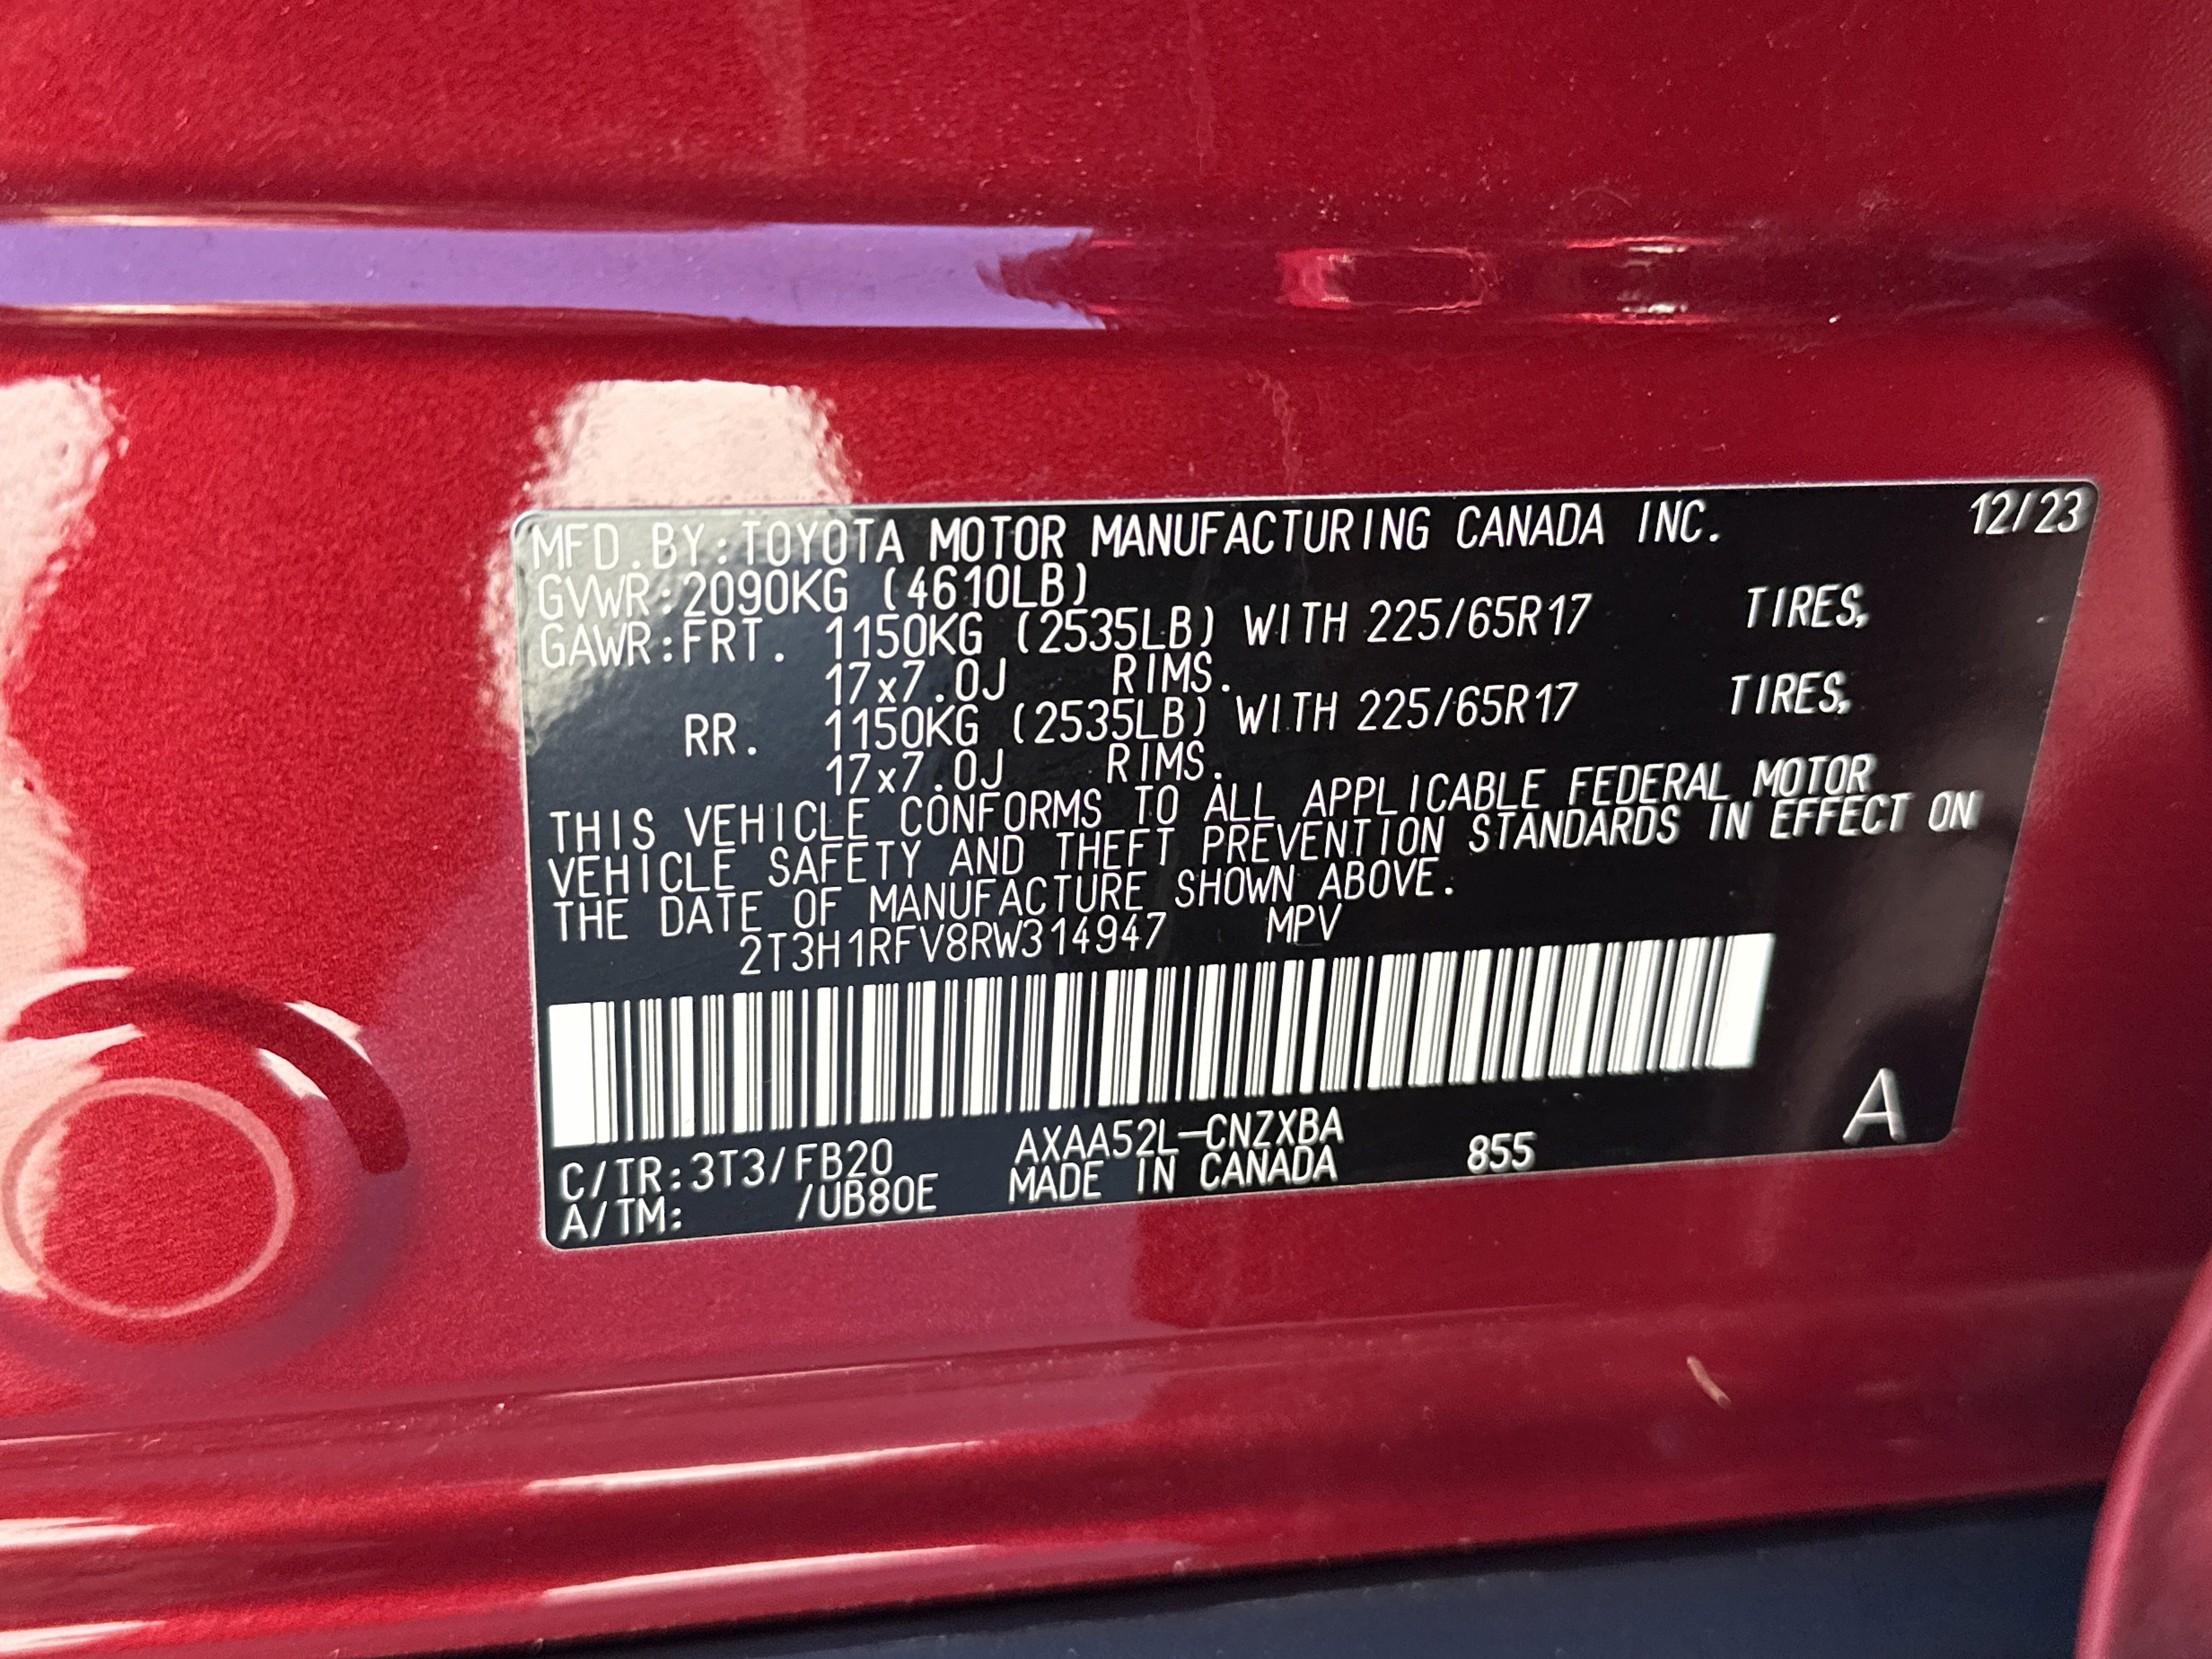 MFD.BY:TOYOTA MOTOR MANUFACTURING CANADA INC. 12/23
GVWR:2090KG (4610LB)
GAWR:FRT. 1150KG (2535LB) WITH 225/65R17 TIRES,
17x7.0J RIMS.
RR. 1150KG (2535LB) WITH 225/65R17 TIRES,
17x7.0J RIMS.
THIS VEHICLE CONFORMS TO ALL APPLICABLE FEDERAL MOTOR
VEHICLE SAFETY AND THEFT PREVENTION STANDARDS IN EFFECT ON
THE DATE OF MANUFACTURE SHOWN ABOVE.
2T3H1RFV8RW314947 MPV
A
C/TR:3T3/FB20 AXAA52L-CNZXBA 855
A/TM: /UB80E MADE IN CANADA